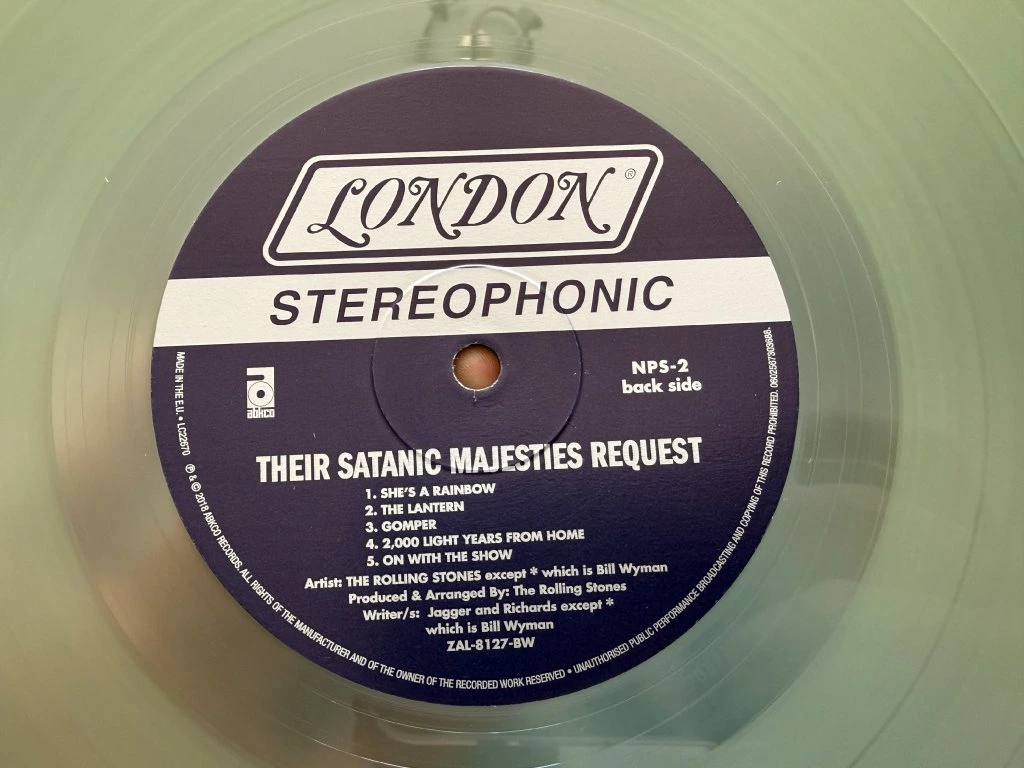 LONDON®
STEREOPHONIC
abkco
NPS-2
back side
THEIR SATANIC MAJESTIES REQUEST
1. SHE'S A RAINBOW
2. THE LANTERN
3. GOMPER
4. 2,000 LIGHT YEARS FROM HOME
5. ON WITH THE SHOW
Artist: THE ROLLING STONES except * which is Bill Wyman
Produced & Arranged By: The Rolling Stones
Writer/s: Jagger and Richards except *
which is Bill Wyman
ZAL-8127-BW
MADE IN THE E.U. • LC22670 ℗ & © 2018 ABKCO RECORDS. ALL RIGHTS OF THE MANUFACTURER AND OF THE OWNER OF THE RECORDED WORK RESERVED • UNAUTHORISED PUBLIC PERFORMANCE BROADCASTING AND COPYING OF THIS RECORD PROHIBITED. 0602567303688-